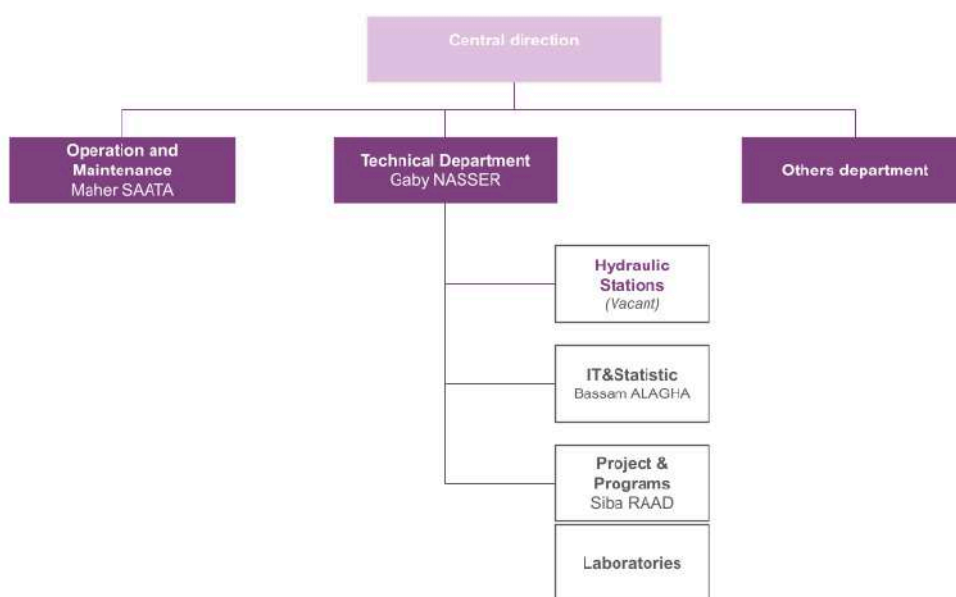 Central direction
Operation and
Maintenance
Maher SAATA
Technical Department
Gaby NASSER
Others department
Hydraulic
Stations
(Vacant)
IT&Statistic
Bassam ALAGHA
Project &
Programs
Siba RAAD
Laboratories